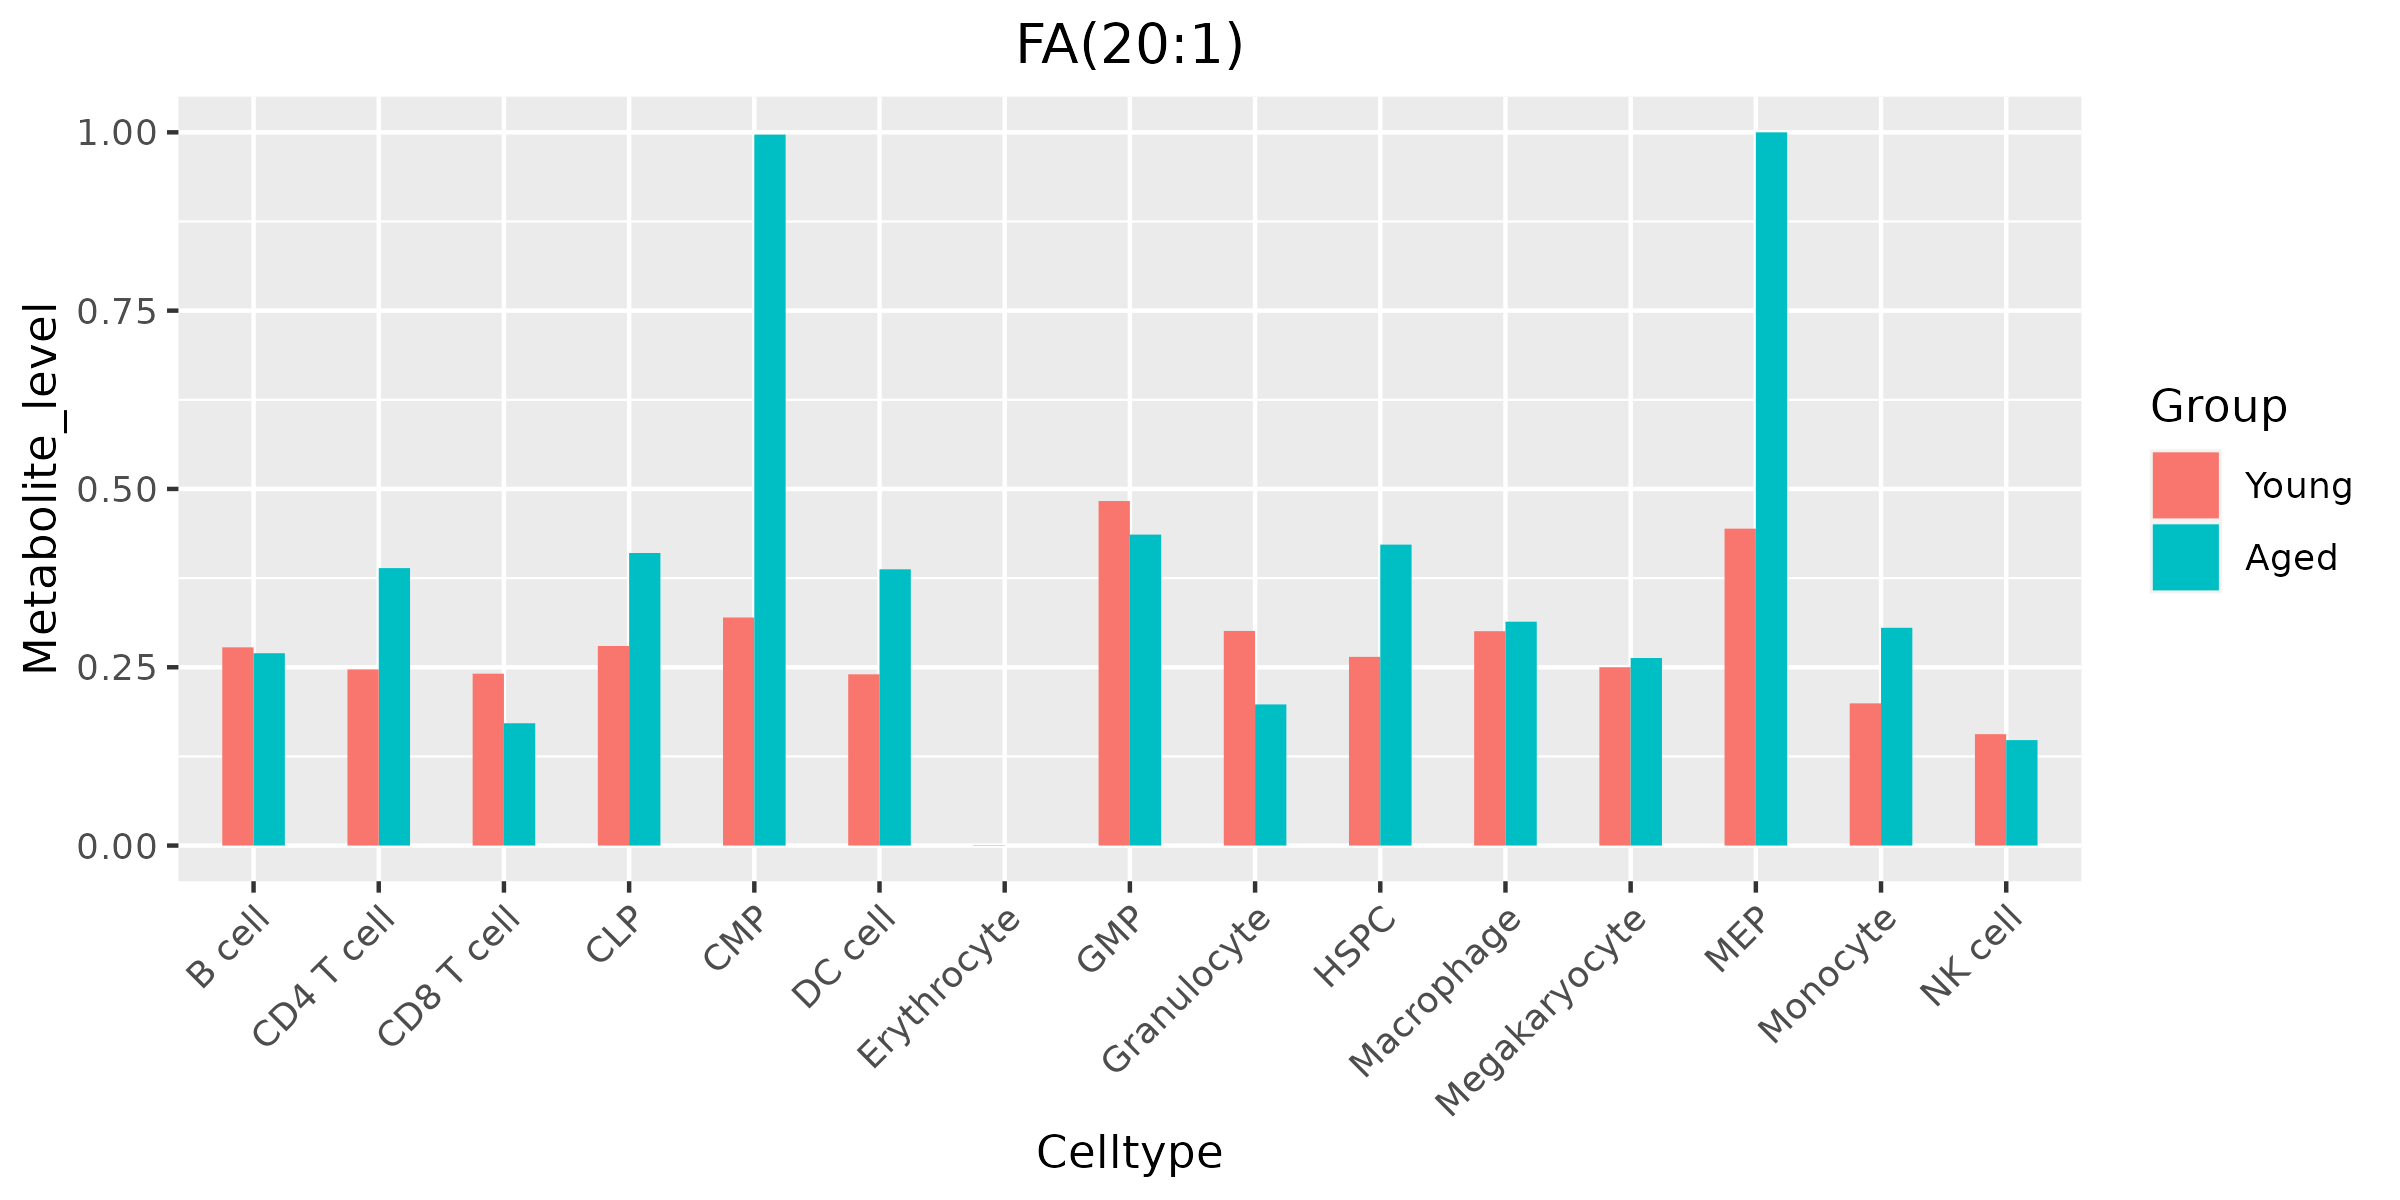 FA(20:1)
Metabolite_level
1.00
0.75
0.50
0.25
0.00
B cell
CD4 T cell
CD8 T cell
CLP
CMP
DC cell
Erythrocyte
GMP
Granulocyte
HSPC
Macrophage
Megakaryocyte
MEP
Monocyte
NK cell
Celltype
Group
Young
Aged